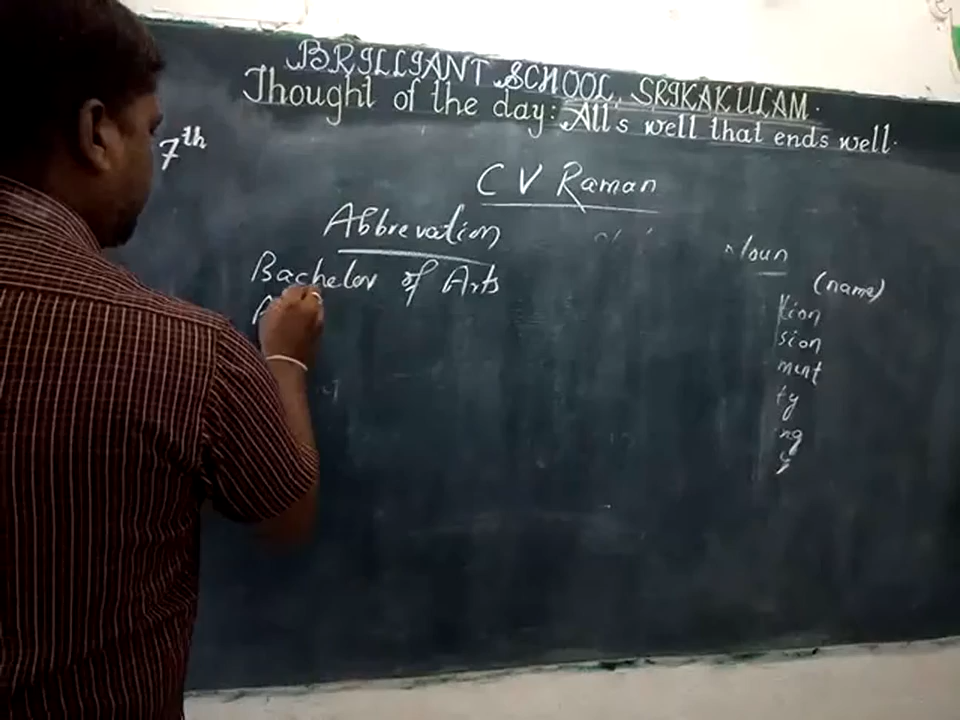 BRILLIANT SCHOOL, SRIKAKULAM.
Thought of the day: All s well that ends well.
7th
C V Raman
Abbrevation
Bachelor of Arts
Noun
(name)
tion
sion
ment
ty
ng
y